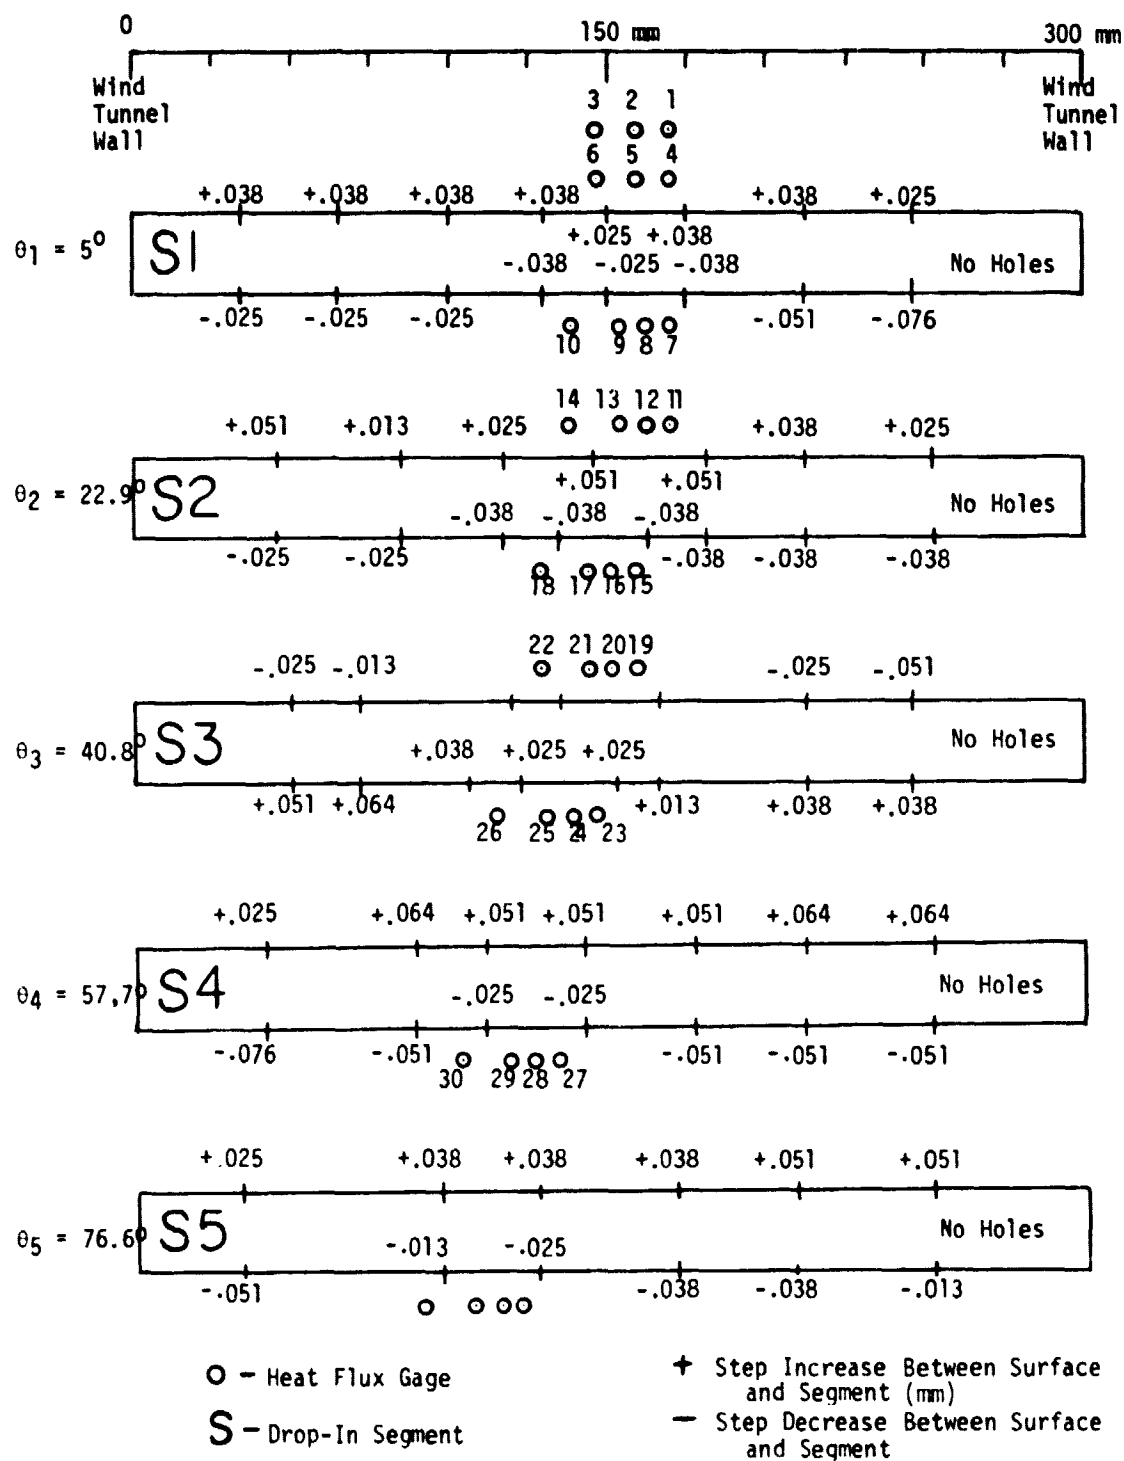 0 150 mm 300 mm
Wind Tunnel Wall
Wind Tunnel Wall
3 2 1
6 5 4
+.038 +.038 +.038 +.038 +.038 +.025
θ1 = 5°
S1
+.025 +.038
-.038 -.025 -.038
No Holes
-.025 -.025 -.025 -.051 -.076
10 9 8 7
14 13 12 11
+.051 +.013 +.025 +.038 +.025
θ2 = 22.9°
S2
+.051 +.051
-.038 -.038 -.038
No Holes
-.025 -.025 -.038 -.038 -.038
18 17 16 15
22 21 20 19
-.025 -.013 -.025 -.051
θ3 = 40.8°
S3
+.038 +.025 +.025
No Holes
+.051 +.064 +.013 +.038 +.038
26 25 24 23
+.025 +.064 +.051 +.051 +.051 +.064 +.064
θ4 = 57,7°
S4
-.025 -.025
No Holes
-.076 -.051 -.051 -.051 -.051
30 29 28 27
+.025 +.038 +.038 +.038 +.051 +.051
θ5 = 76.6°
S5
-.013 -.025
No Holes
-.051 -.038 -.038 -.013
O - Heat Flux Gage
S - Drop-In Segment
+ Step Increase Between Surface
and Segment (mm)
- Step Decrease Between Surface
and Segment